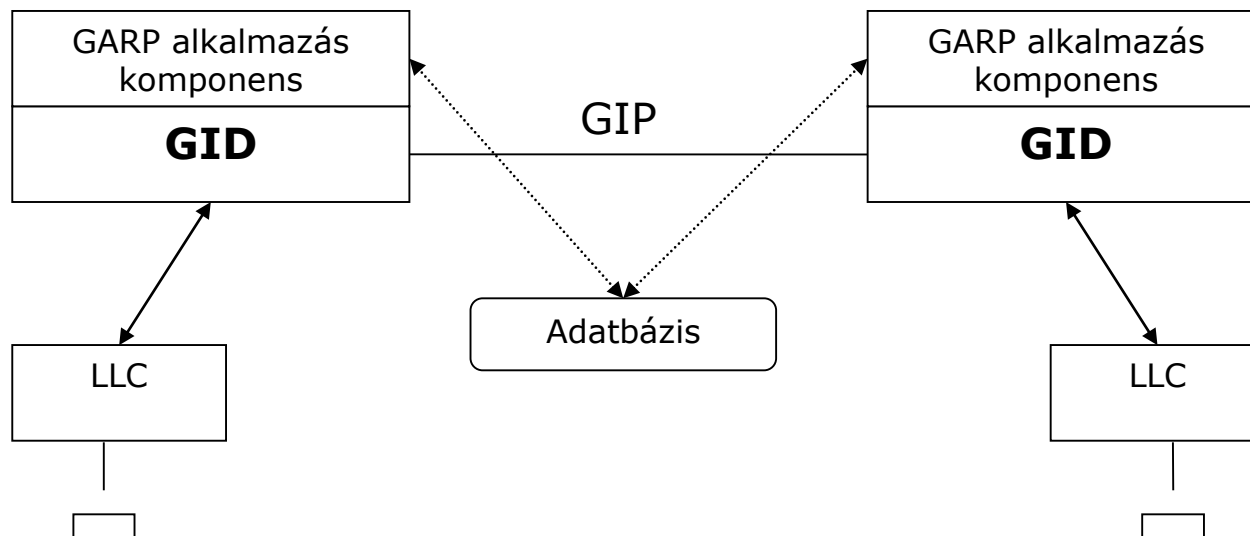 GARP alkalmazás
komponens
GID
GIP
GARP alkalmazás
komponens
GID
Adatbázis
LLC
LLC